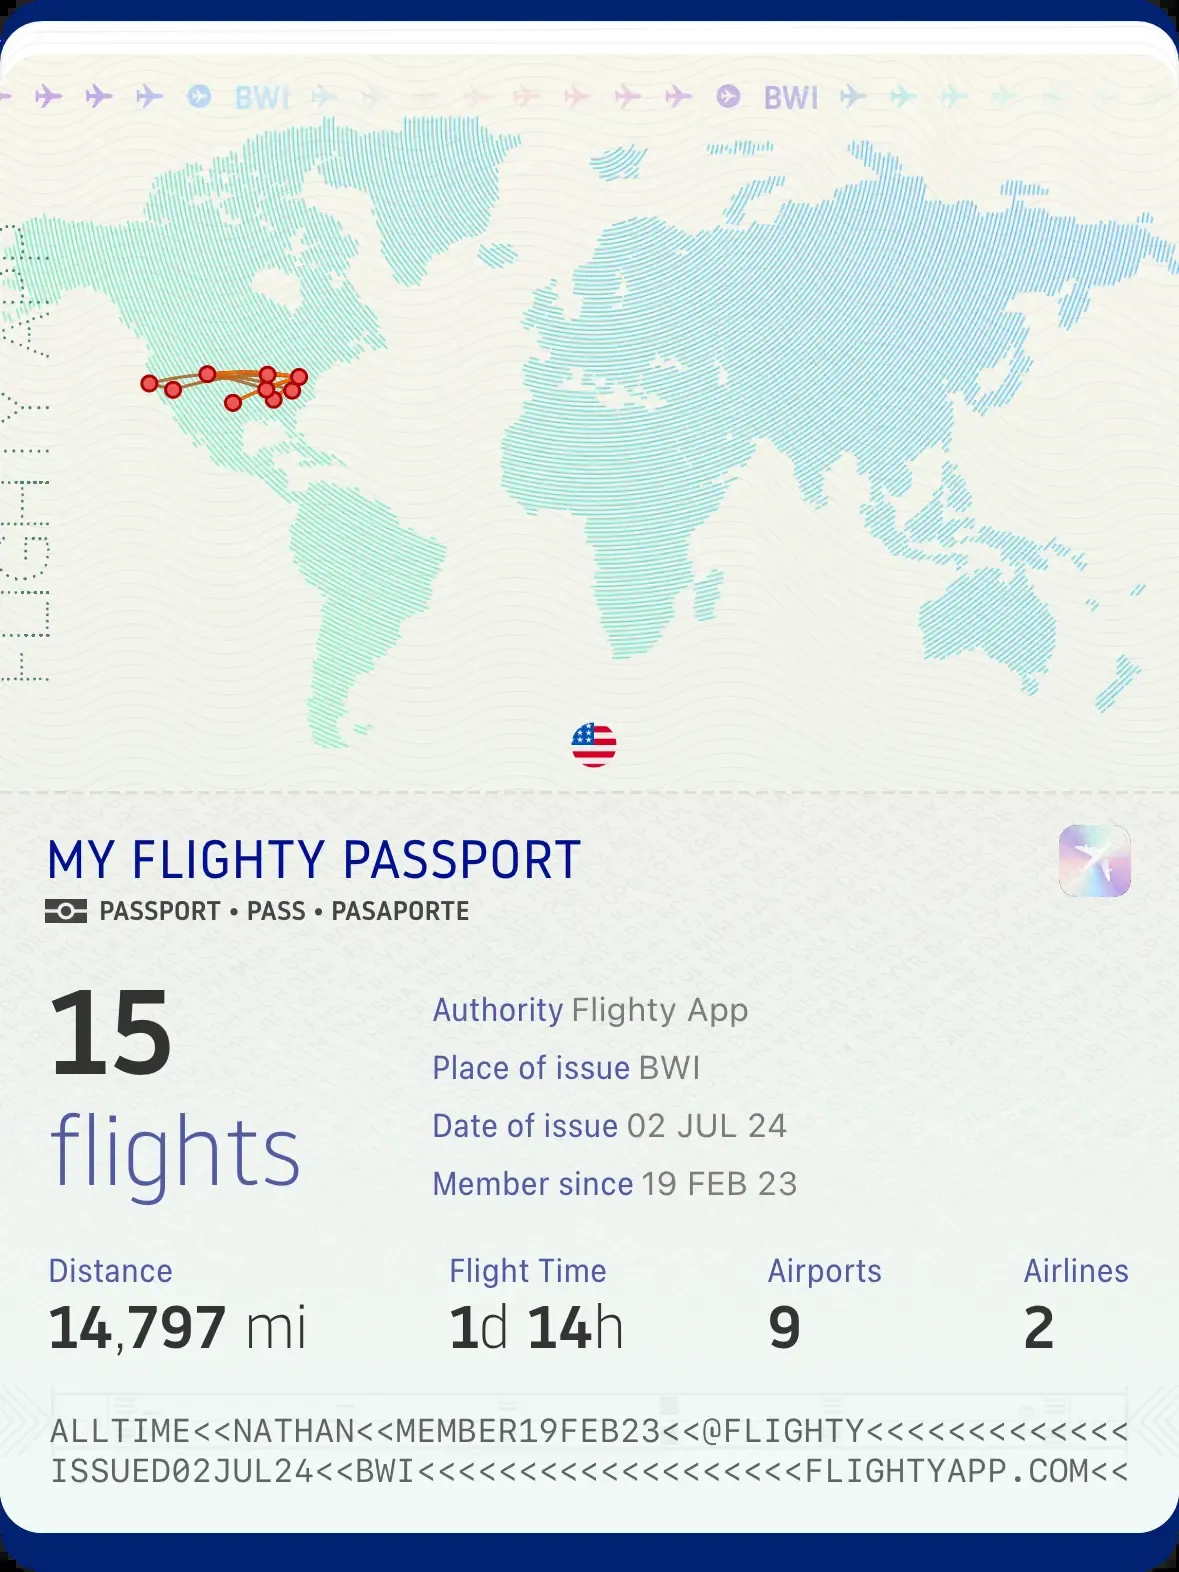 BWI BWI
FLIGHTY APP
MY FLIGHTY PASSPORT
PASSPORT • PASS • PASAPORTE
15
flights
Authority Flighty App
Place of issue BWI
Date of issue 02 JUL 24
Member since 19 FEB 23
Distance Flight Time Airports Airlines
14,797 mi 1d 14h 9 2
ALLTIME<<NATHAN<<MEMBER19FEB23<<@FLIGHTY<<<<<<<<<<<<<
ISSUED02JUL24<<BWI<<<<<<<<<<<<<<<<<<<FLIGHTYAPP.COM<<